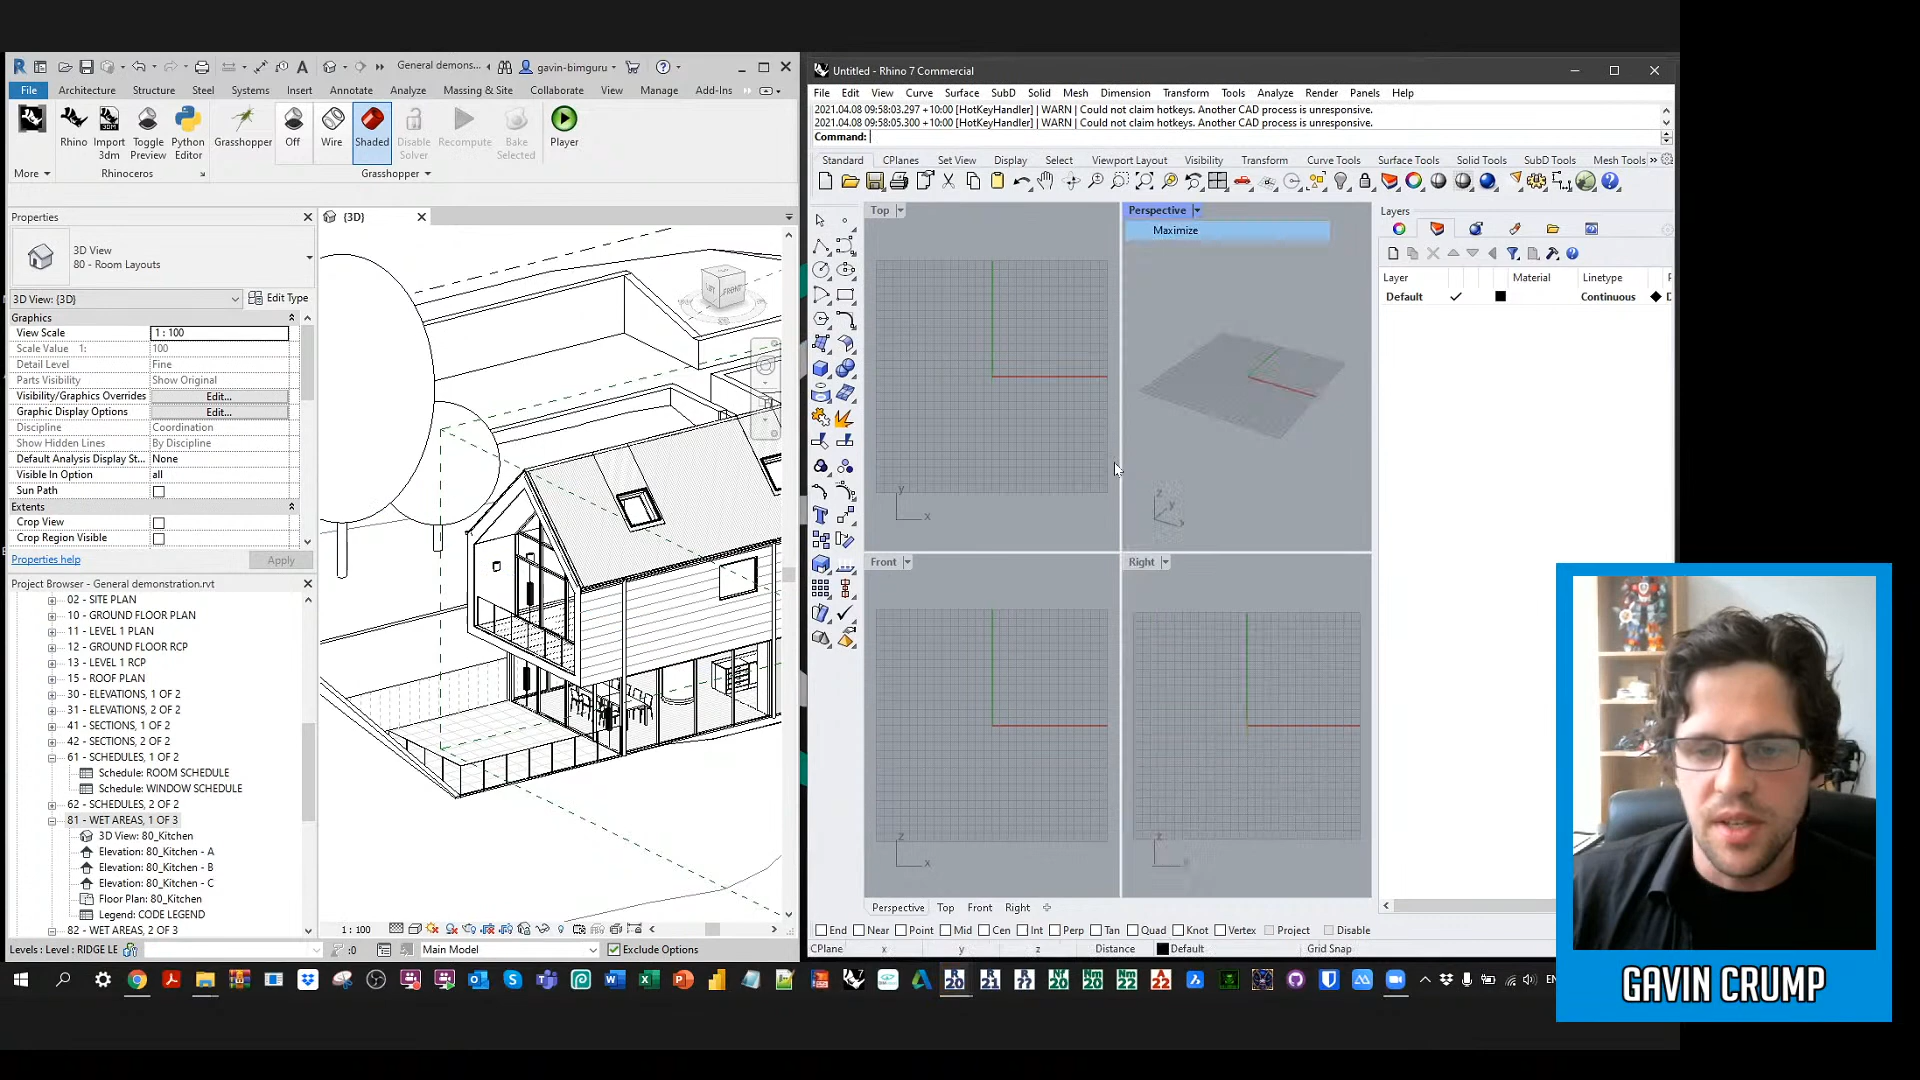 General demons...
gavin-bimguru
File
Architecture
Structure
Steel
Systems
Insert
Annotate
Analyze
Massing & Site
Collaborate
View
Manage
Add-Ins
Rhino
Import 3dm
Toggle Preview
Python Editor
Grasshopper
Off
Wire
Shaded
Disable Solver
Recompute
Bake Selected
Player
More
Rhinoceros
Grasshopper
Properties
{3D}
3D View
80 - Room Layouts
3D View: {3D}
Edit Type
Graphics
View Scale 1 : 100
Scale Value 1: 100
Detail Level Fine
Parts Visibility Show Original
Visibility/Graphics Overrides Edit...
Graphic Display Options Edit...
Discipline Coordination
Show Hidden Lines By Discipline
Default Analysis Display St... None
Visible In Option all
Sun Path
Extents
Crop View
Crop Region Visible
Properties help
Apply
Project Browser - General demonstration.rvt
02 - SITE PLAN
10 - GROUND FLOOR PLAN
11 - LEVEL 1 PLAN
12 - GROUND FLOOR RCP
13 - LEVEL 1 RCP
15 - ROOF PLAN
30 - ELEVATIONS, 1 OF 2
31 - ELEVATIONS, 2 OF 2
41 - SECTIONS, 1 OF 2
42 - SECTIONS, 2 OF 2
61 - SCHEDULES, 1 OF 2
Schedule: ROOM SCHEDULE
Schedule: WINDOW SCHEDULE
62 - SCHEDULES, 2 OF 2
81 - WET AREAS, 1 OF 3
3D View: 80_Kitchen
Elevation: 80_Kitchen - A
Elevation: 80_Kitchen - B
Elevation: 80_Kitchen - C
Floor Plan: 80_Kitchen
Legend: CODE LEGEND
82 - WET AREAS, 2 OF 3
FRONT
1 : 100
Levels : Level : RIDGE LE
:0
Main Model
Exclude Options
Untitled - Rhino 7 Commercial
File Edit View Curve Surface SubD Solid Mesh Dimension Transform Tools Analyze Render Panels Help
2021.04.08 09:58:03.297 +10:00 [HotKeyHandler] | WARN | Could not claim hotkeys. Another CAD process is unresponsive.
2021.04.08 09:58:05.300 +10:00 [HotKeyHandler] | WARN | Could not claim hotkeys. Another CAD process is unresponsive.
Command:
Standard CPlanes Set View Display Select Viewport Layout Visibility Transform Curve Tools Surface Tools Solid Tools SubD Tools Mesh Tools
Top
Perspective
Maximize
y
x
z
y
x
Front
Right
z
x
z
Layers
Layer Material Linetype P
Default Continuous D
Perspective Top Front Right
End Near Point Mid Cen Int Perp Tan Quad Knot Vertex Project Disable
CPlane x y z Distance Default Grid Snap
GAVIN CRUMP